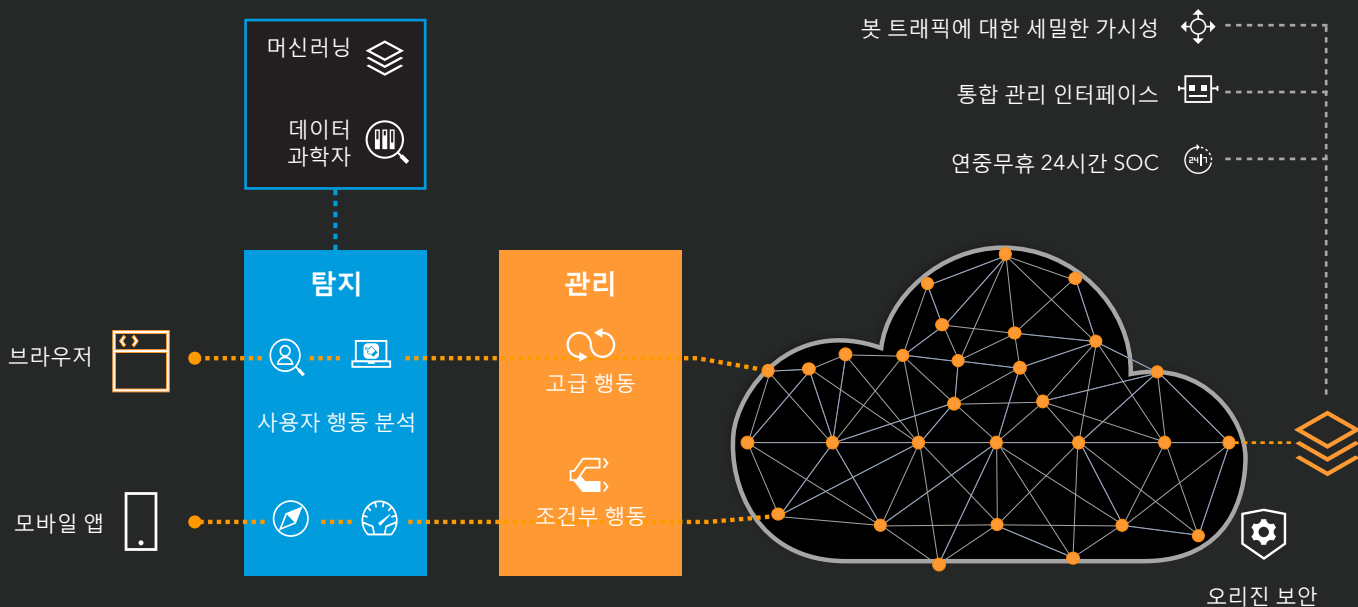 머신러닝
데이터
과학자
봇 트래픽에 대한 세밀한 가시성
통합 관리 인터페이스
연중무휴 24시간 SOC
24/7
탐지
관리
브라우저
고급 행동
사용자 행동 분석
모바일 앱
조건부 행동
오리진 보안